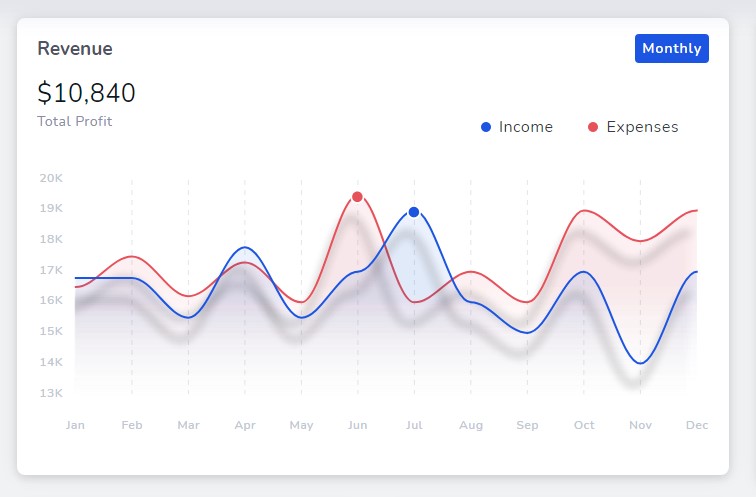 Revenue
Monthly
$10,840
Total Profit
Income
Expenses
20K
19K
18K
17K
16K
15K
14K
13K
Jan Feb Mar Apr May Jun Jul Aug Sep Oct Nov Dec